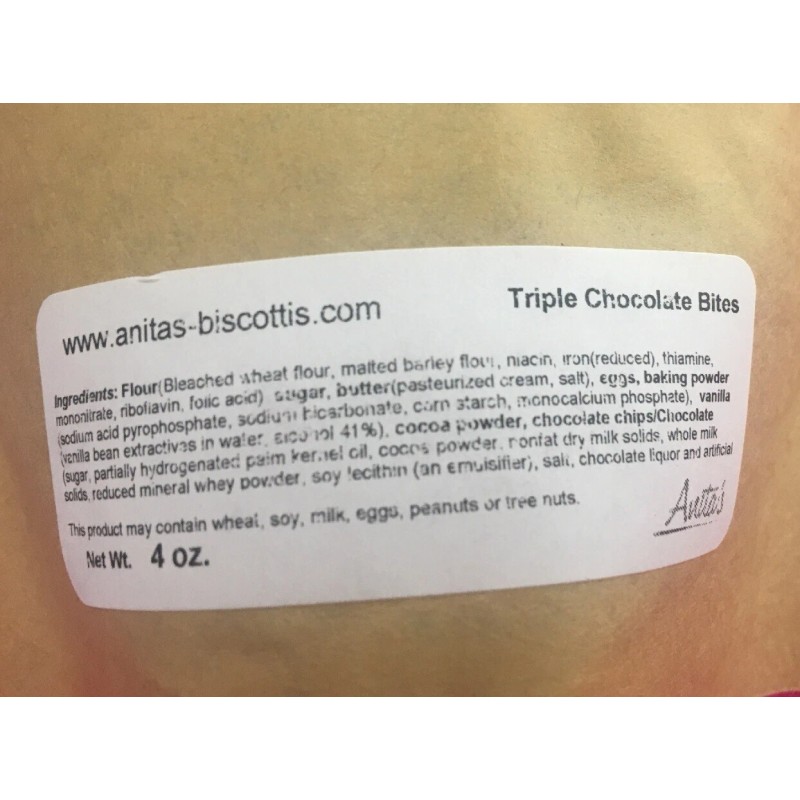 www.anitas-biscottis.com
Triple Chocolate Bites
Ingredients: Flour(Bleached wheat flour, malted barley flour, niacin, iron(reduced), thiamine,
mononitrate, riboflavin, folic acid) sugar, butter(pasteurized cream, salt), eggs, baking powder
(sodium acid pyrophosphate, sodium bicarbonate, corn starch, monocalcium phosphate), vanilla
(vanilla bean extractives in water, alcohol 41%), cocoa powder, chocolate chips/Chocolate
(sugar, partially hydrogenated palm kernel oil, cocoa powder, nonfat dry milk solids, whole milk
solids, reduced mineral whey powder, soy lecithin (an emulsifier), salt, chocolate liquor and artificial
This product may contain wheat, soy, milk, eggs, peanuts or tree nuts.
Anita's
Net Wt. 4 oz.